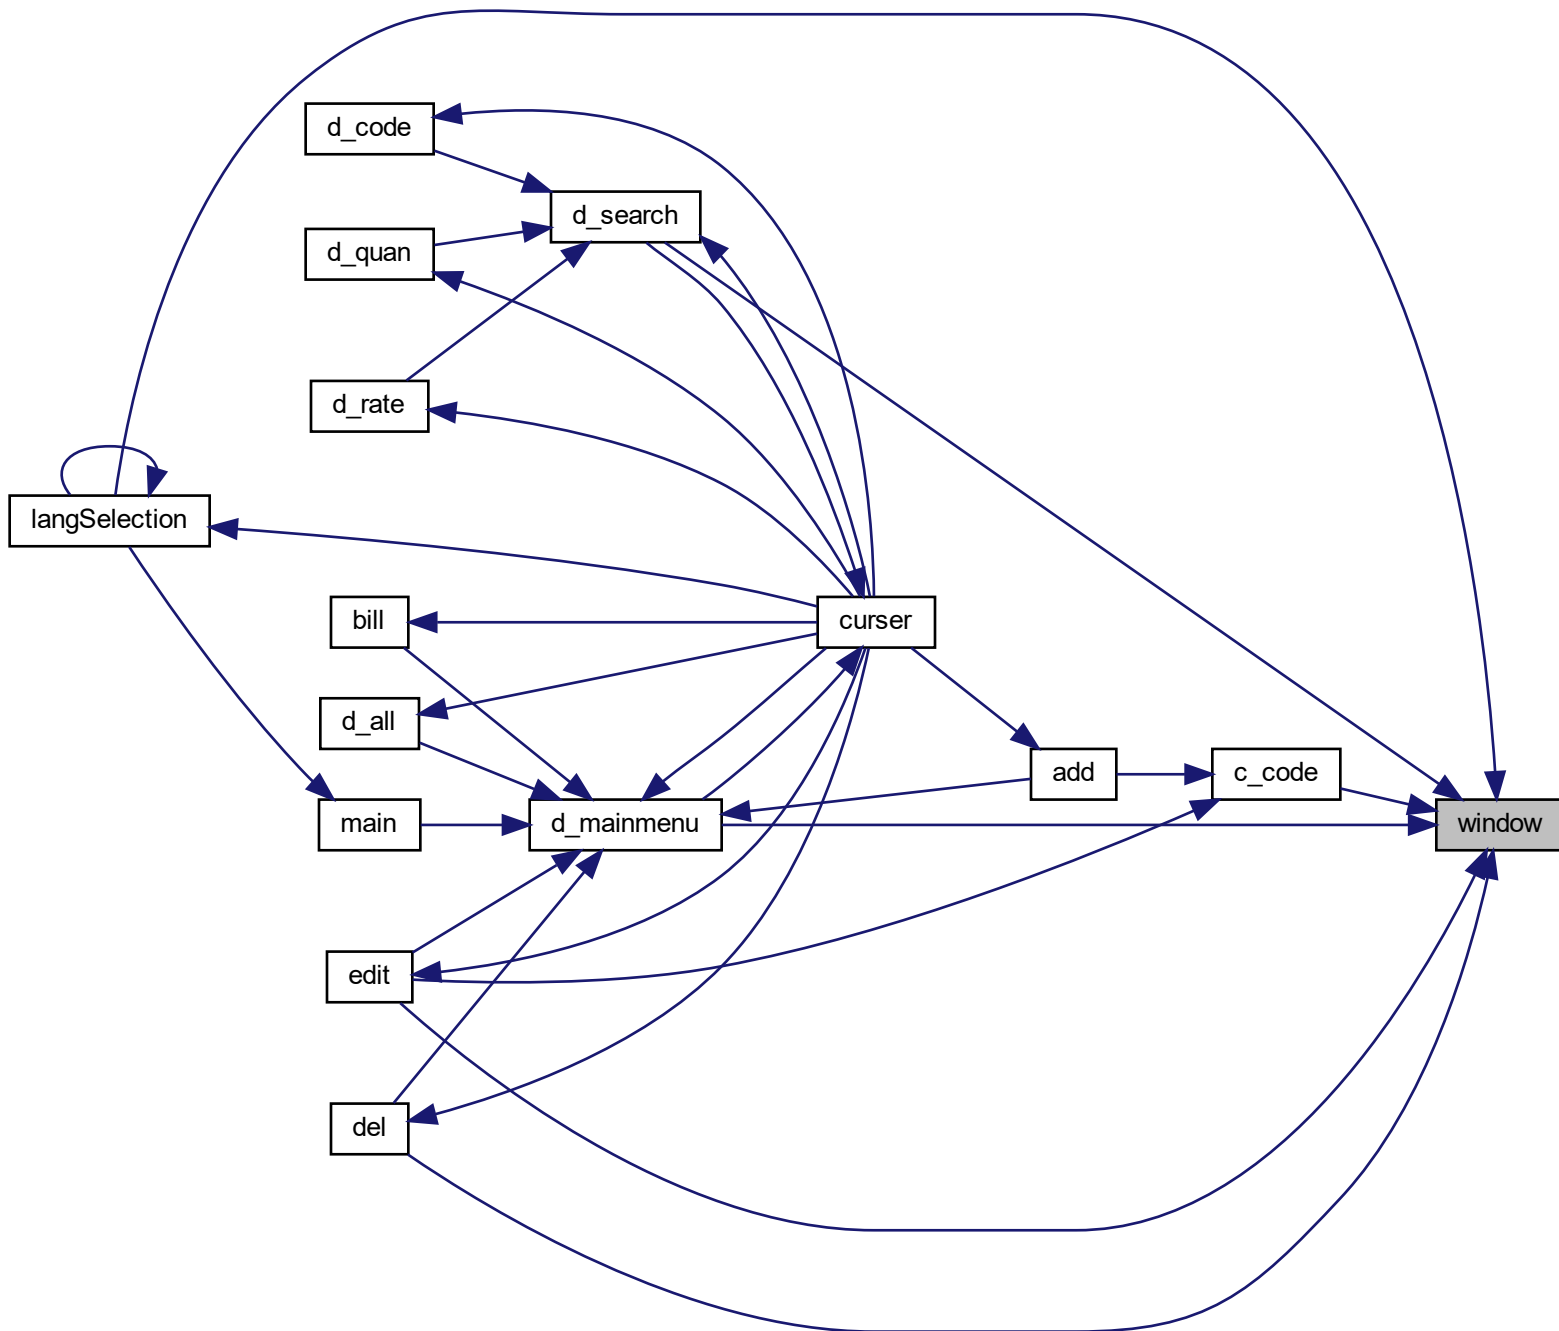 d_code
d_search
d_quan
d_rate
langSelection
bill
curser
d_all
add
c_code
main
d_mainmenu
window
edit
del